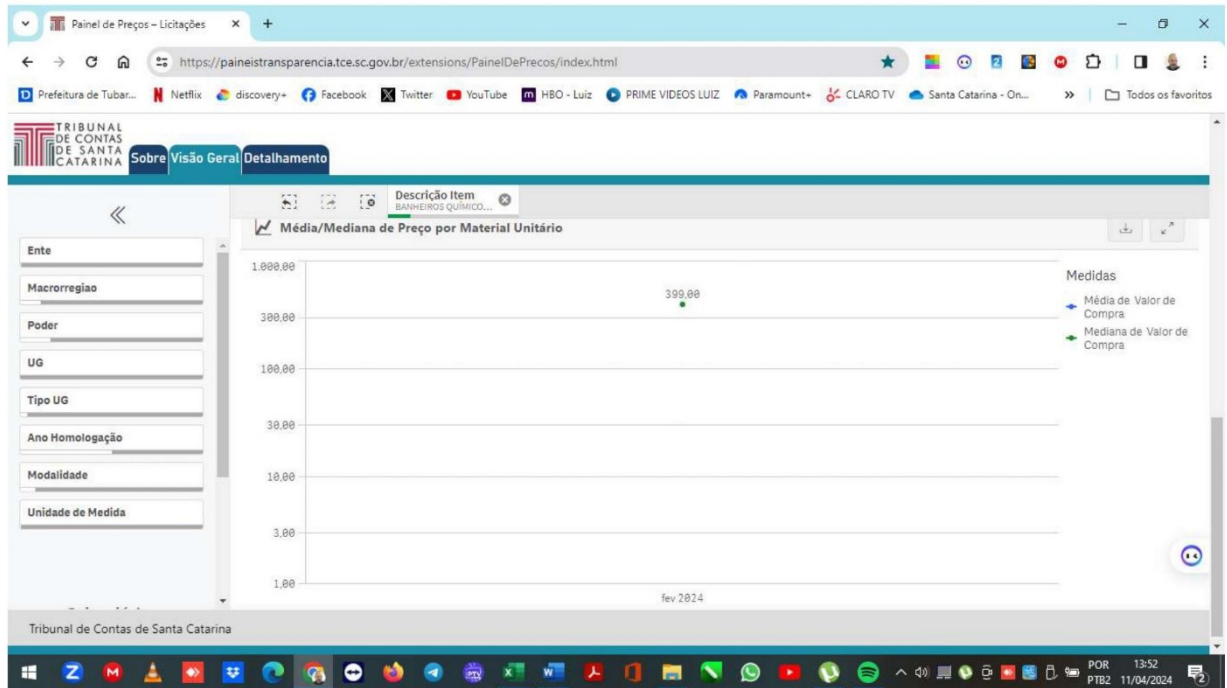 Painel de Preços – Licitações
https://paineistransparencia.tce.sc.gov.br/extensions/PainelDePrecos/index.html
Prefeitura de Tubar... Netflix discovery+ Facebook Twitter YouTube HBO - Luiz PRIME VIDEOS LUIZ Paramount+ CLARO TV Santa Catarina - On... » Todos os favoritos
TRIBUNAL
DE CONTAS
DE SANTA
CATARINA
Sobre Visão Geral Detalhamento
Descrição Item
BANHEIROS QUÍMICO...
Média/Mediana de Preço por Material Unitário
Ente
Macrorregiao
Poder
UG
Tipo UG
Ano Homologação
Modalidade
Unidade de Medida
1.000,00
300,00
100,00
30,00
10,00
3,00
1,00
399,00
fev 2024
Medidas
Média de Valor de
Compra
Mediana de Valor de
Compra
Tribunal de Contas de Santa Catarina
POR 13:52
PTB2 11/04/2024